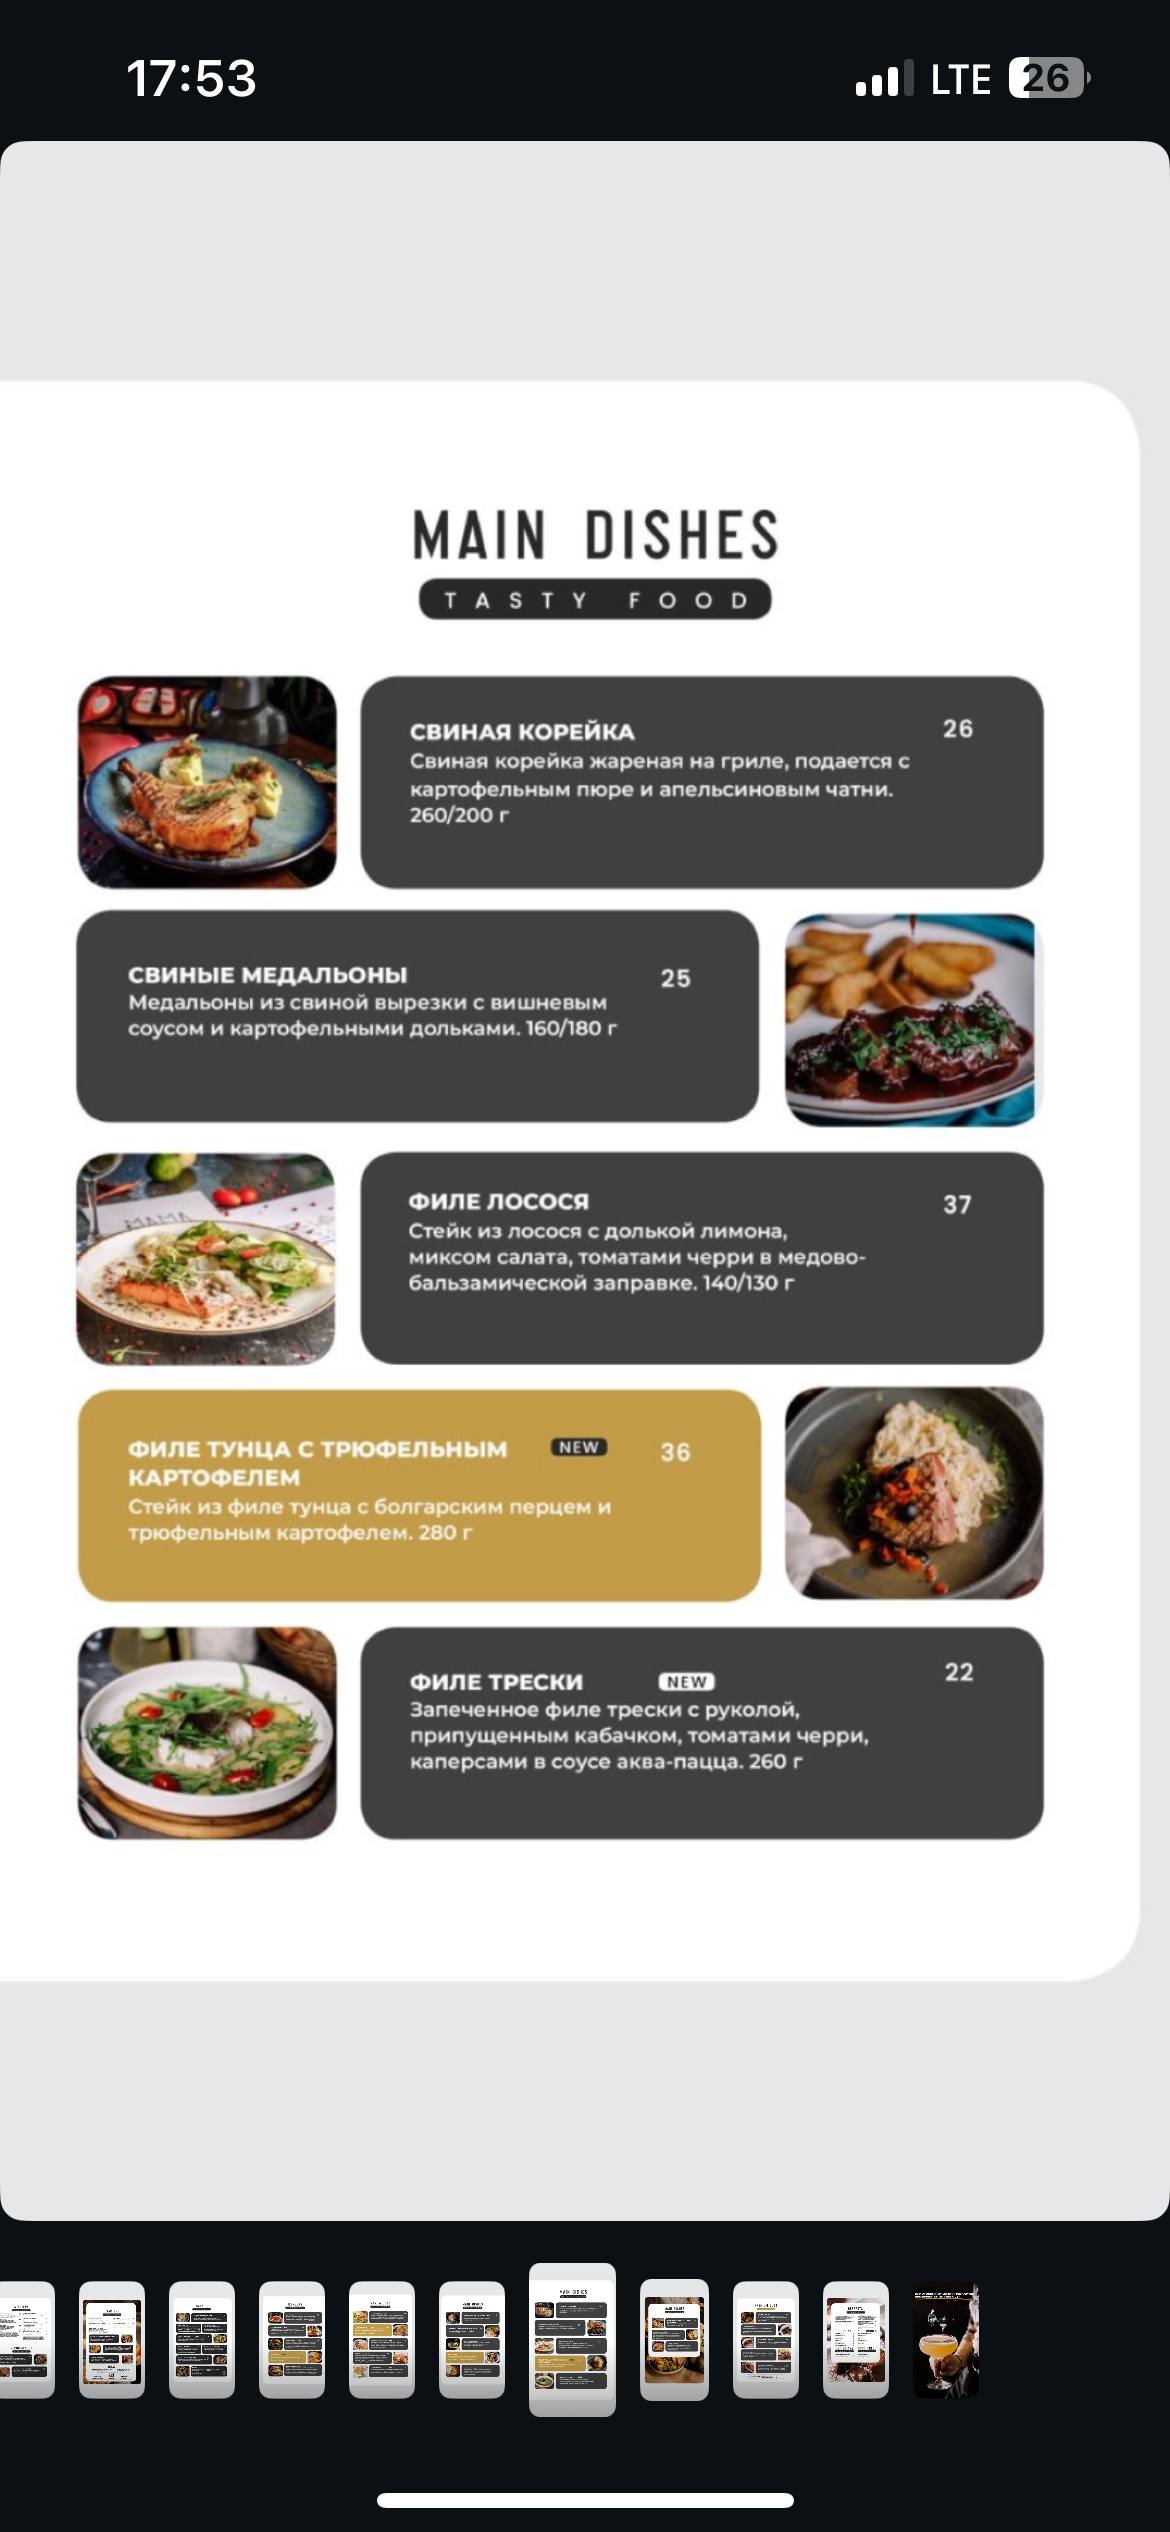 17:53
LTE 26
MAIN DISHES
TASTY FOOD
СВИНАЯ КОРЕЙКА 26
Свиная корейка жареная на гриле, подается с
картофельным пюре и апельсиновым чатни.
260/200 г
СВИНЫЕ МЕДАЛЬОНЫ 25
Медальоны из свиной вырезки с вишневым
соусом и картофельными дольками. 160/180 г
ФИЛЕ ЛОСОСЯ 37
Стейк из лосося с долькой лимона,
миксом салата, томатами черри в медово-
бальзамической заправке. 140/130 г
ФИЛЕ ТУНЦА С ТРЮФЕЛЬНЫМ NEW 36
КАРТОФЕЛЕМ
Стейк из филе тунца с болгарским перцем и
трюфельным картофелем. 280 г
ФИЛЕ ТРЕСКИ NEW 22
Запеченное филе трески с руколой,
припущенным кабачком, томатами черри,
каперсами в соусе аква-пацца. 260 г
MAIN DISHES